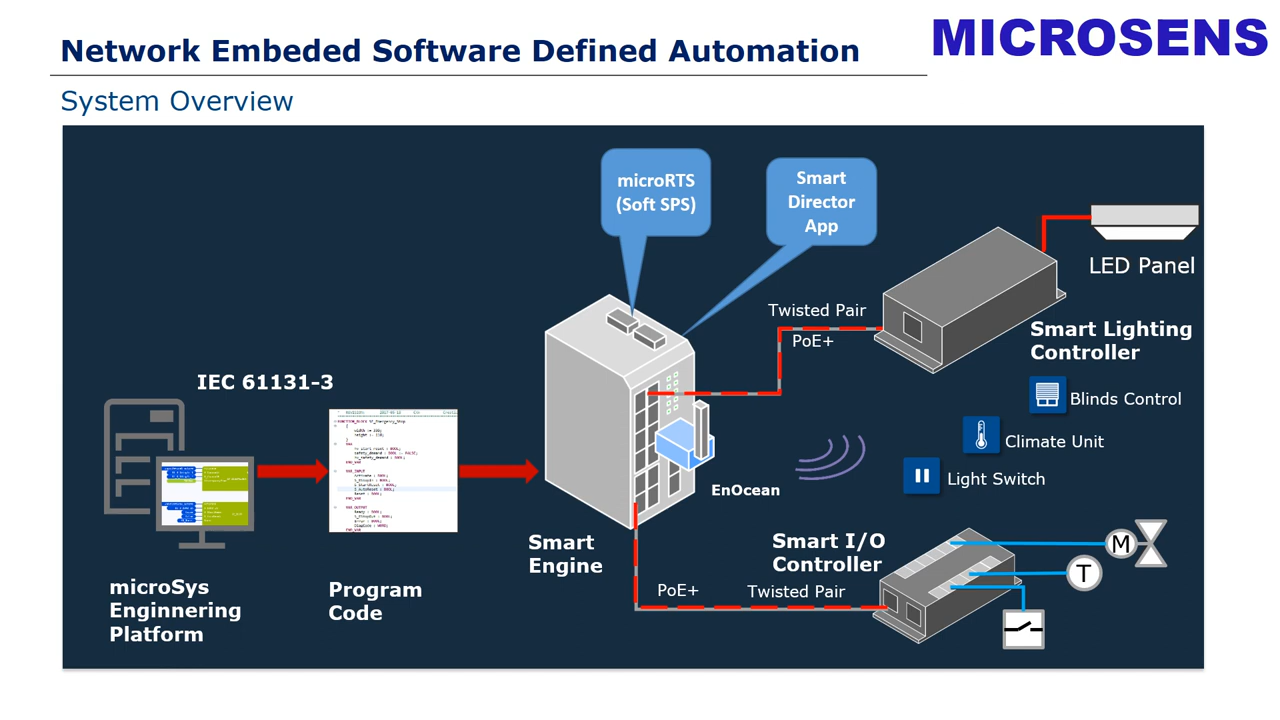 Network Embeded Software Defined Automation
MICROSENS
System Overview
microRTS
(Soft SPS)
Smart
Director
App
LED Panel
Twisted Pair
PoE+
Smart Lighting
Controller
IEC 61131-3
Blinds Control
Climate Unit
Light Switch
EnOcean
Smart
Engine
Smart I/O
Controller
M
T
PoE+
Twisted Pair
microSys
Enginnering
Platform
Program
Code